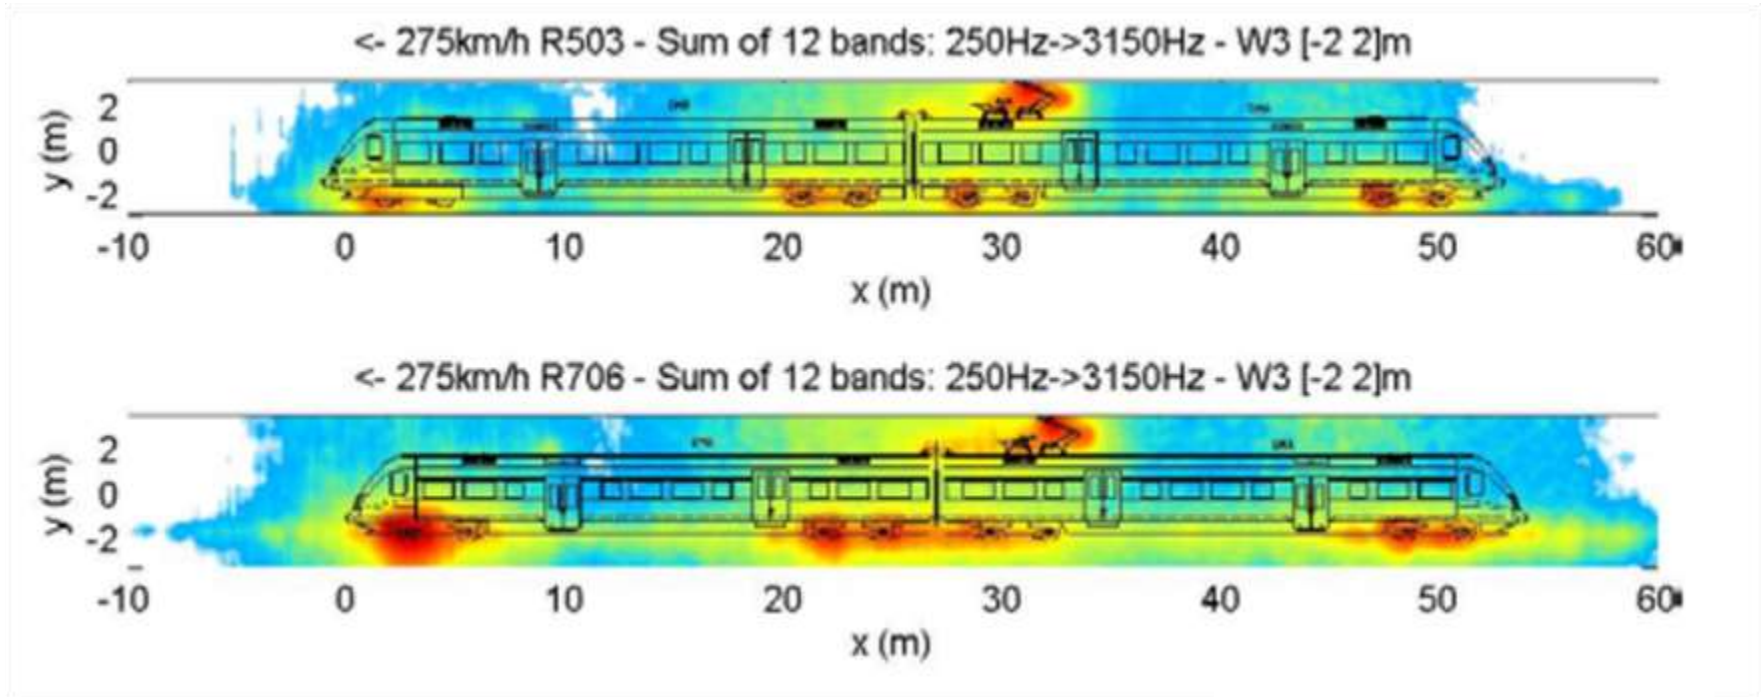 <- 275km/h R503 - Sum of 12 bands: 250Hz->3150Hz - W3 [-2 2]m
y (m)
2
0
-2
-10 0 10 20 30 40 50 60
x (m)
<- 275km/h R706 - Sum of 12 bands: 250Hz->3150Hz - W3 [-2 2]m
y (m)
2
0
-2
-10 0 10 20 30 40 50 60
x (m)